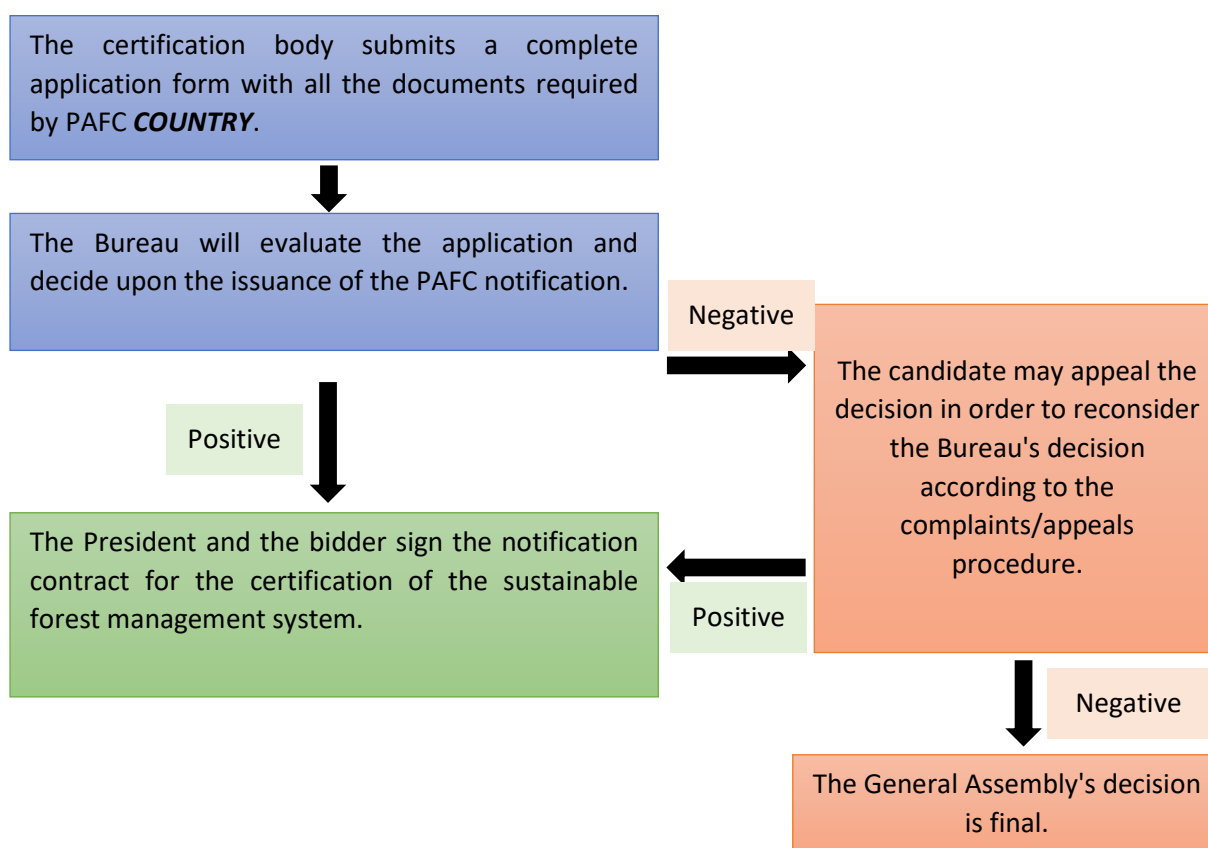 The certification body submits a complete
application form with all the documents required
by PAFC COUNTRY.
The Bureau will evaluate the application and
decide upon the issuance of the PAFC notification.
Negative
The candidate may appeal the
decision in order to reconsider
the Bureau's decision
according to the
complaints/appeals
procedure.
Positive
The President and the bidder sign the notification
contract for the certification of the sustainable
forest management system.
Positive
Negative
The General Assembly's decision
is final.